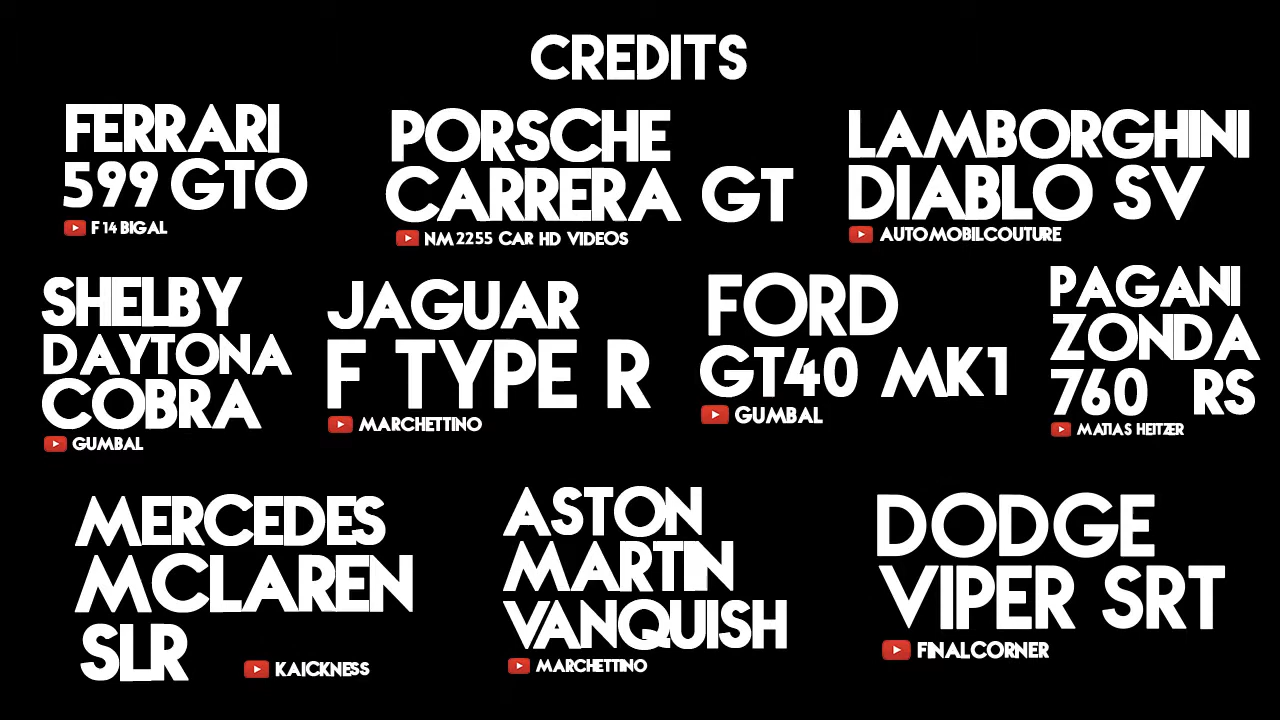 CREDITS
FERRARI
599 GTO
F 14 BIGAL
PORSCHE
CARRERA GT
NM2255 CAR HD VIDEOS
LAMBORGHINI
DIABLO SV
AUTOMOBILCOUTURE
SHELBY
DAYTONA
COBRA
GUMBAL
JAGUAR
F TYPE R
MARCHETTINO
FORD
GT40 MK1
GUMBAL
PAGANI
ZONDA
760 RS
MATIAS HEITZER
MERCEDES
MCLAREN
SLR
KAICKNESS
ASTON
MARTIN
VANQUISH
MARCHETTINO
DODGE
VIPER SRT
FINALCORNER